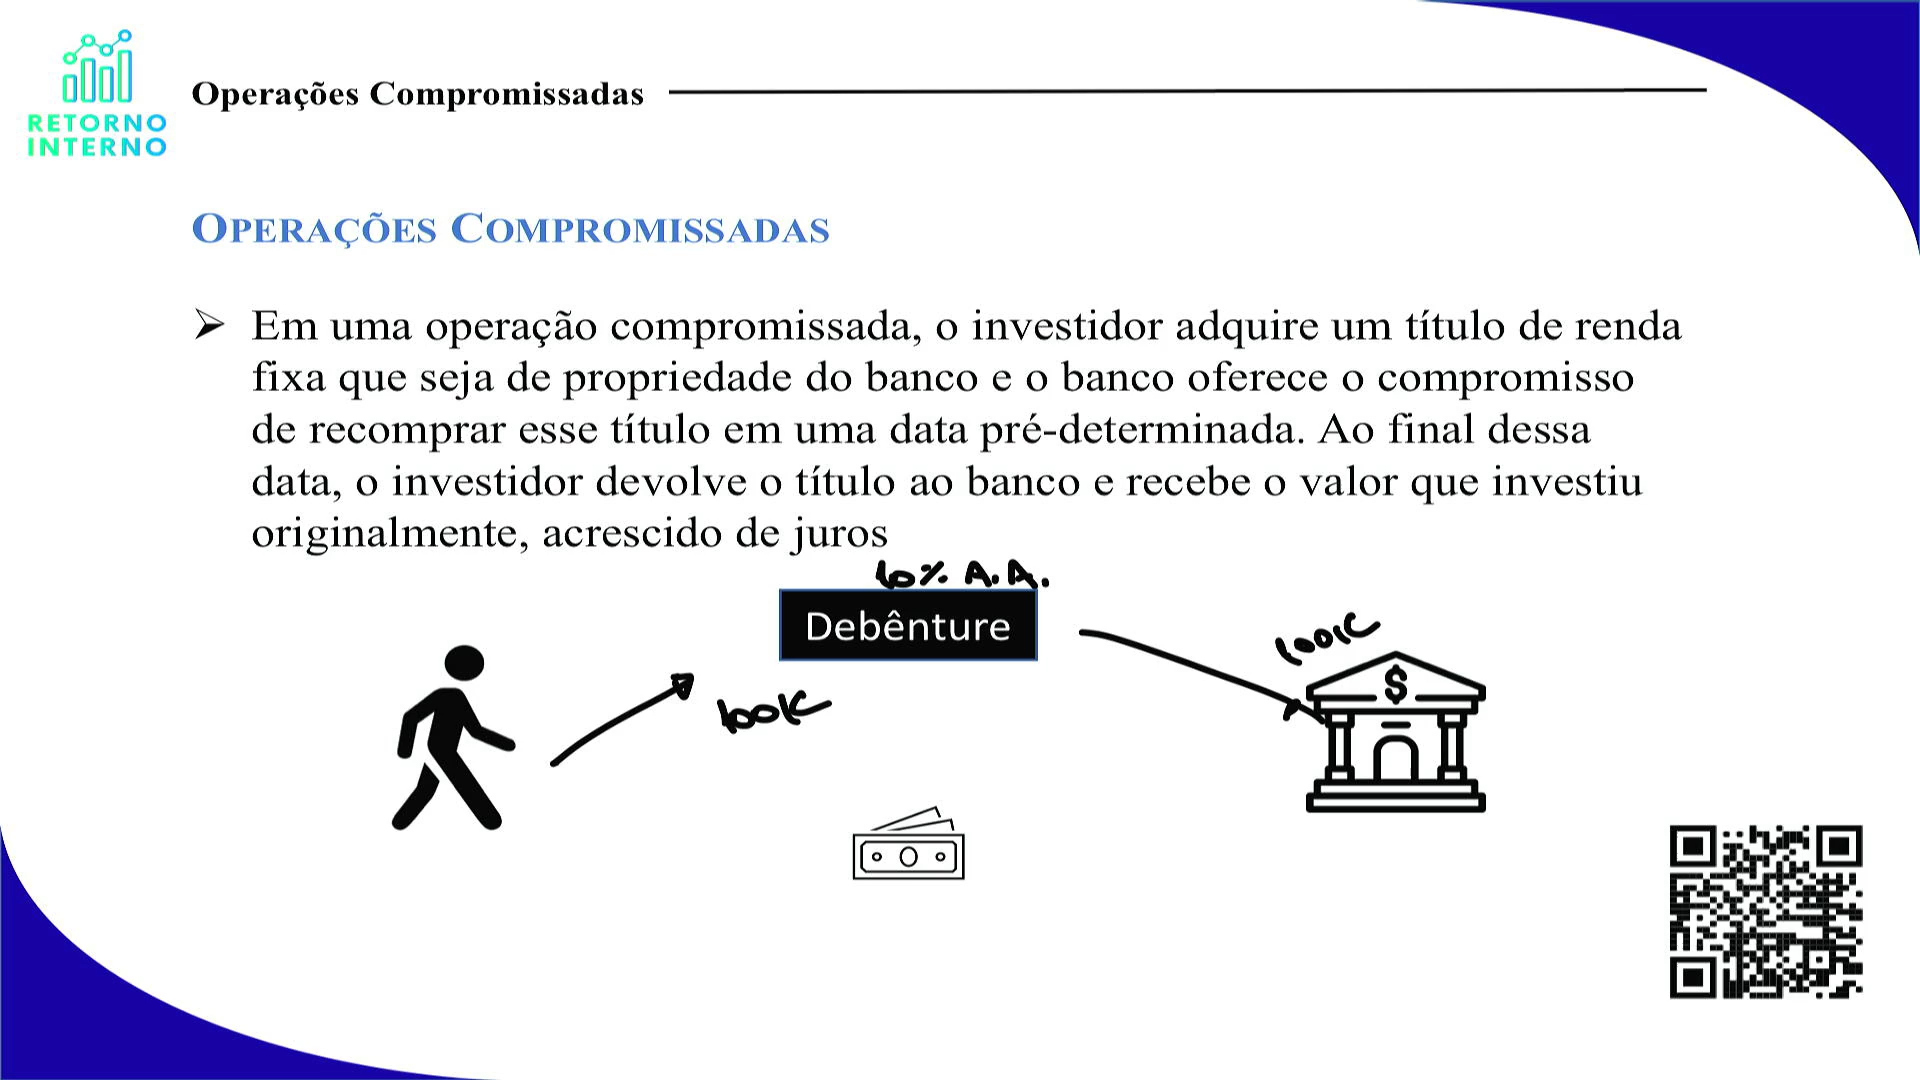 RETORNO
INTERNO
Operações Compromissadas
OPERAÇÕES COMPROMISSADAS
Em uma operação compromissada, o investidor adquire um título de renda
fixa que seja de propriedade do banco e o banco oferece o compromisso
de recomprar esse título em uma data pré-determinada. Ao final dessa
data, o investidor devolve o título ao banco e recebe o valor que investiu
originalmente, acrescido de juros
10% A.A.
Debênture
100K
$
100K